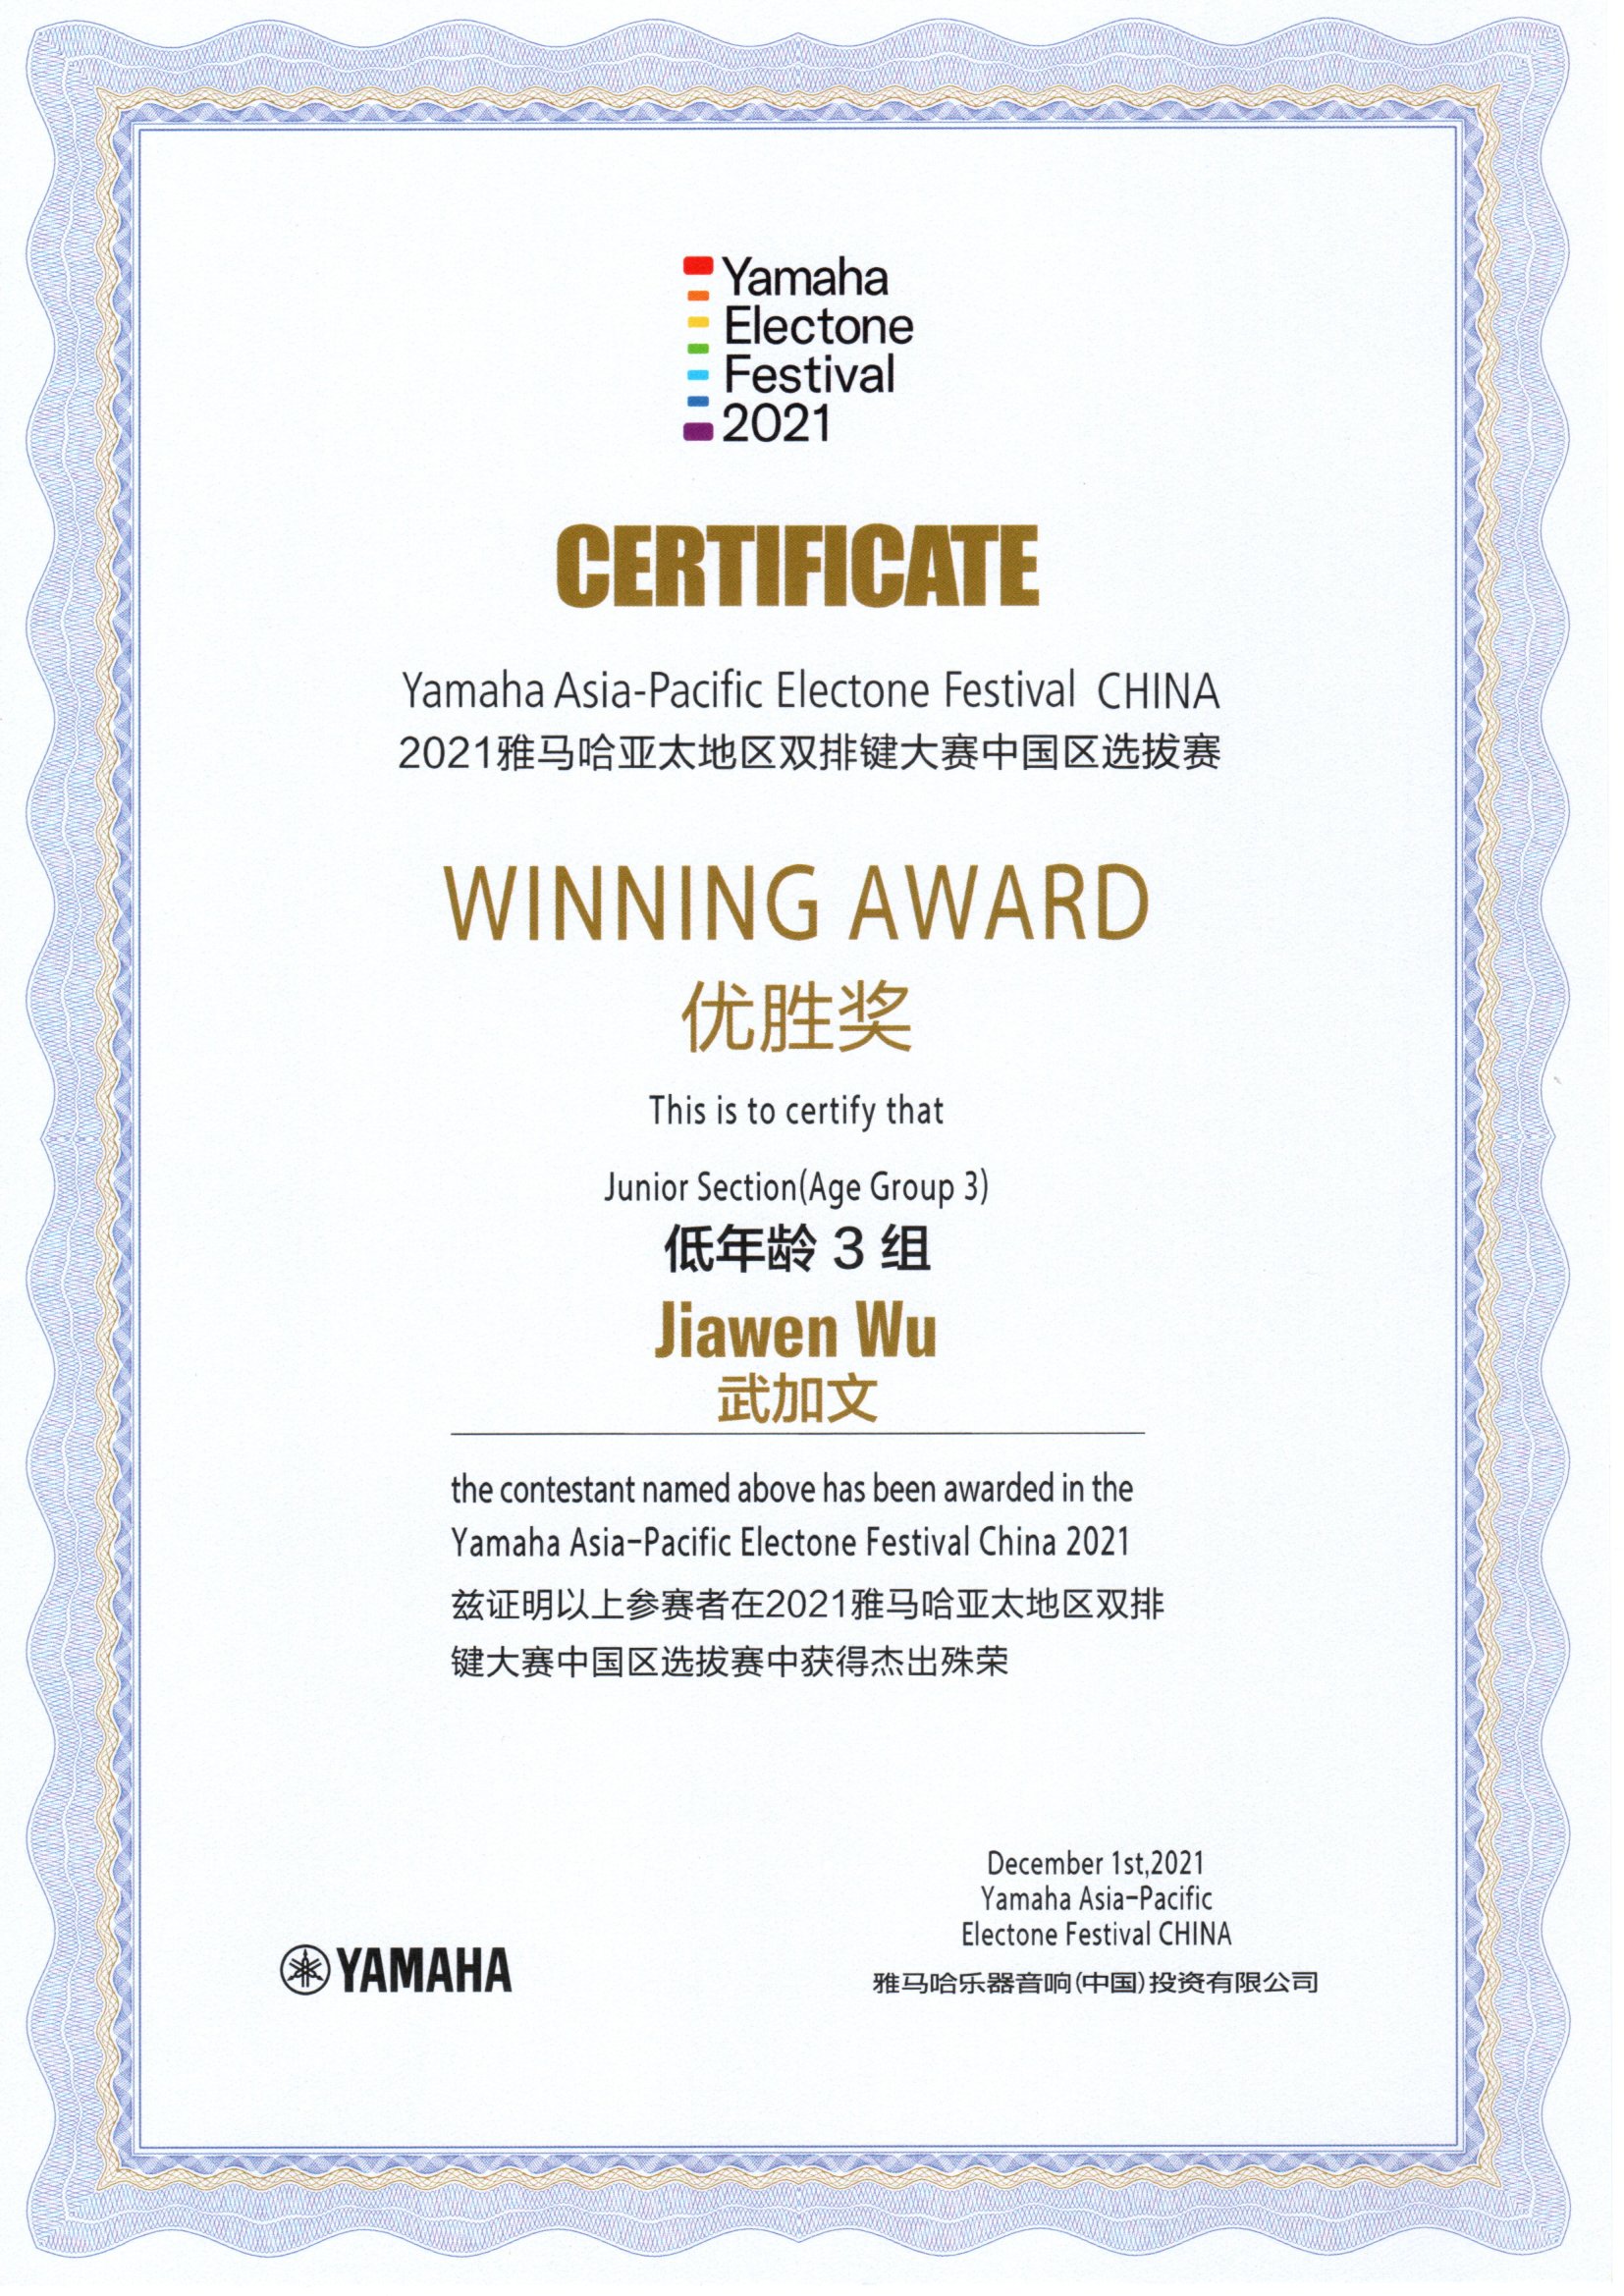 Yamaha
Electone
Festival
2021
CERTIFICATE
Yamaha Asia-Pacific Electone Festival CHINA
2021雅马哈亚太地区双排键大赛中国区选拔赛
WINNING AWARD
优胜奖
This is to certify that
Junior Section(Age Group 3)
低年龄 3 组
Jiawen Wu
武加文
the contestant named above has been awarded in the
Yamaha Asia-Pacific Electone Festival China 2021
兹证明以上参赛者在2021雅马哈亚太地区双排
键大赛中国区选拔赛中获得杰出殊荣
December 1st,2021
Yamaha Asia-Pacific
Electone Festival CHINA
雅马哈乐器音响(中国)投资有限公司
YAMAHA